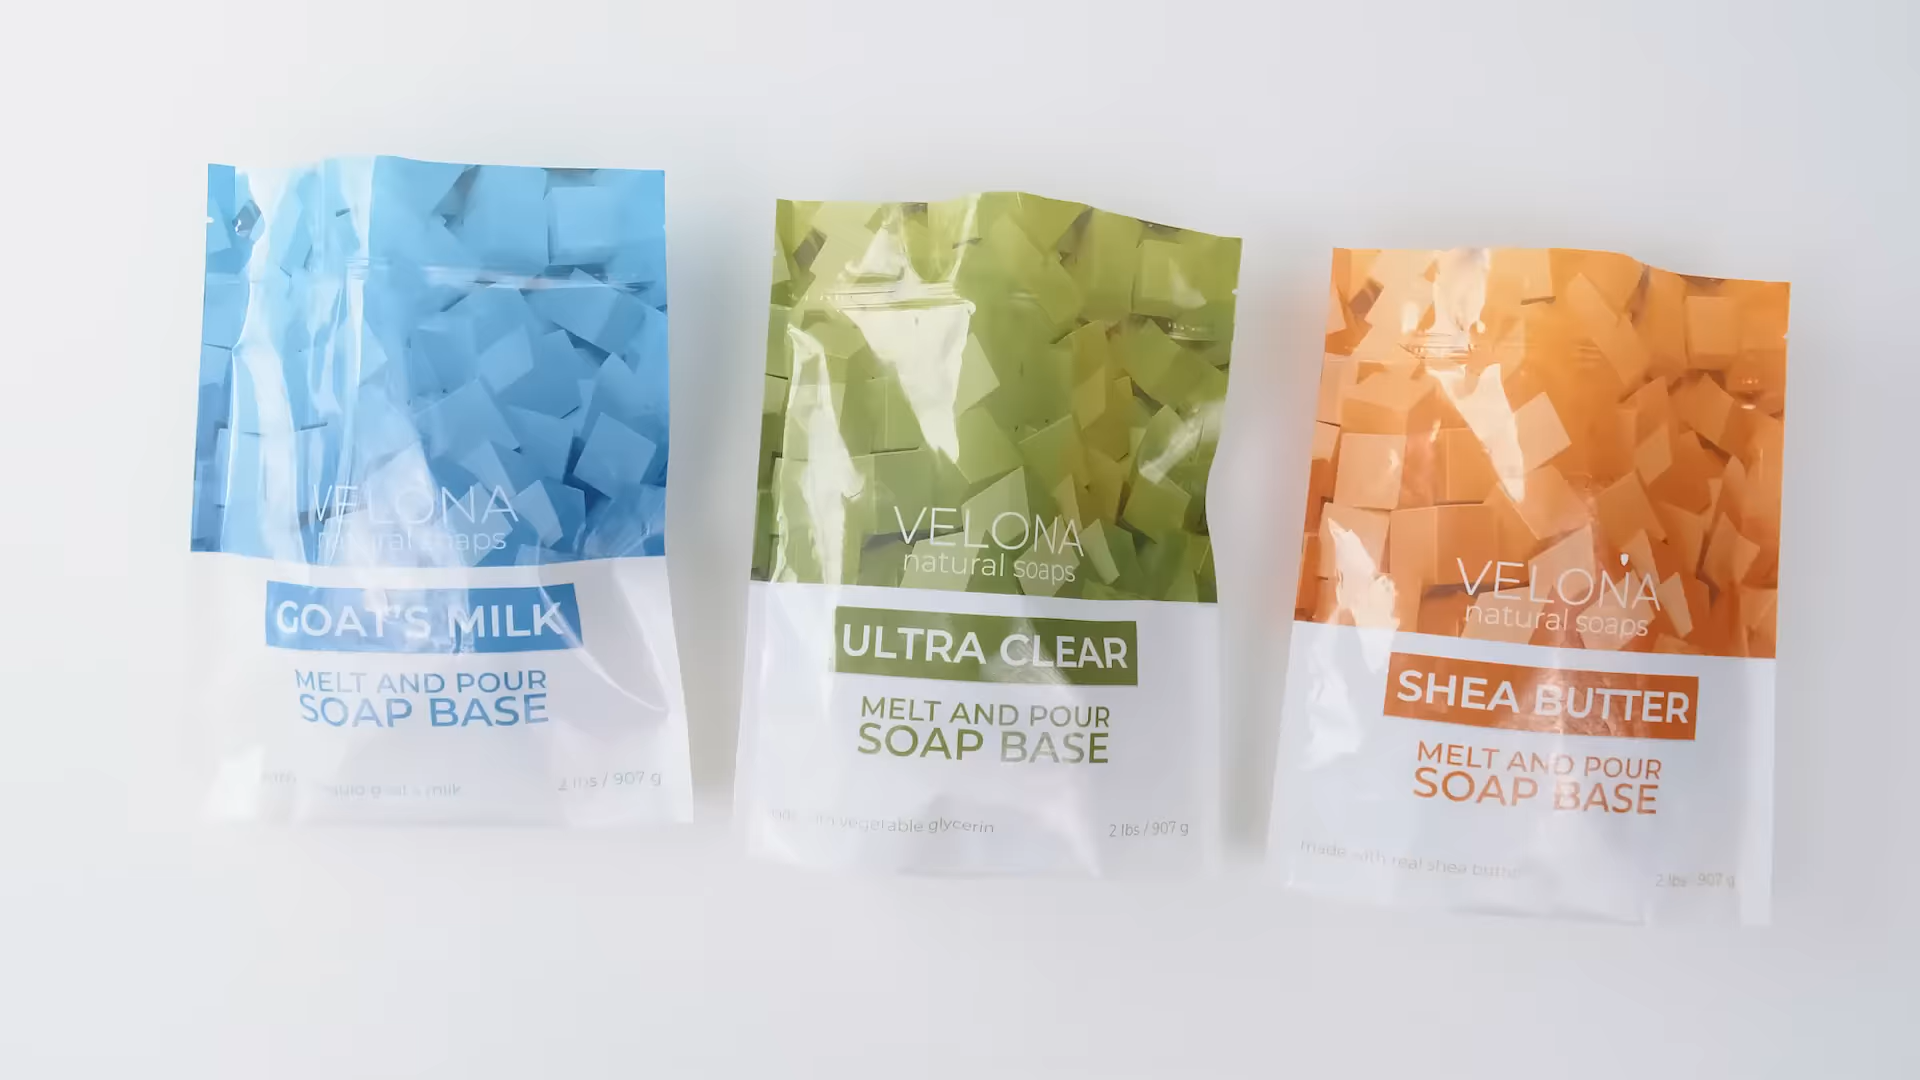 VELONA
natural soaps
GOAT'S MILK
MELT AND POUR
SOAP BASE
goat's milk
2 lbs / 907 g
VELONA
natural soaps
ULTRA CLEAR
MELT AND POUR
SOAP BASE
vegetable glycerin
2 lbs / 907 g
VELONA
natural soaps
SHEA BUTTER
MELT AND POUR
SOAP BASE
made with real shea butter
2 lbs 907 g